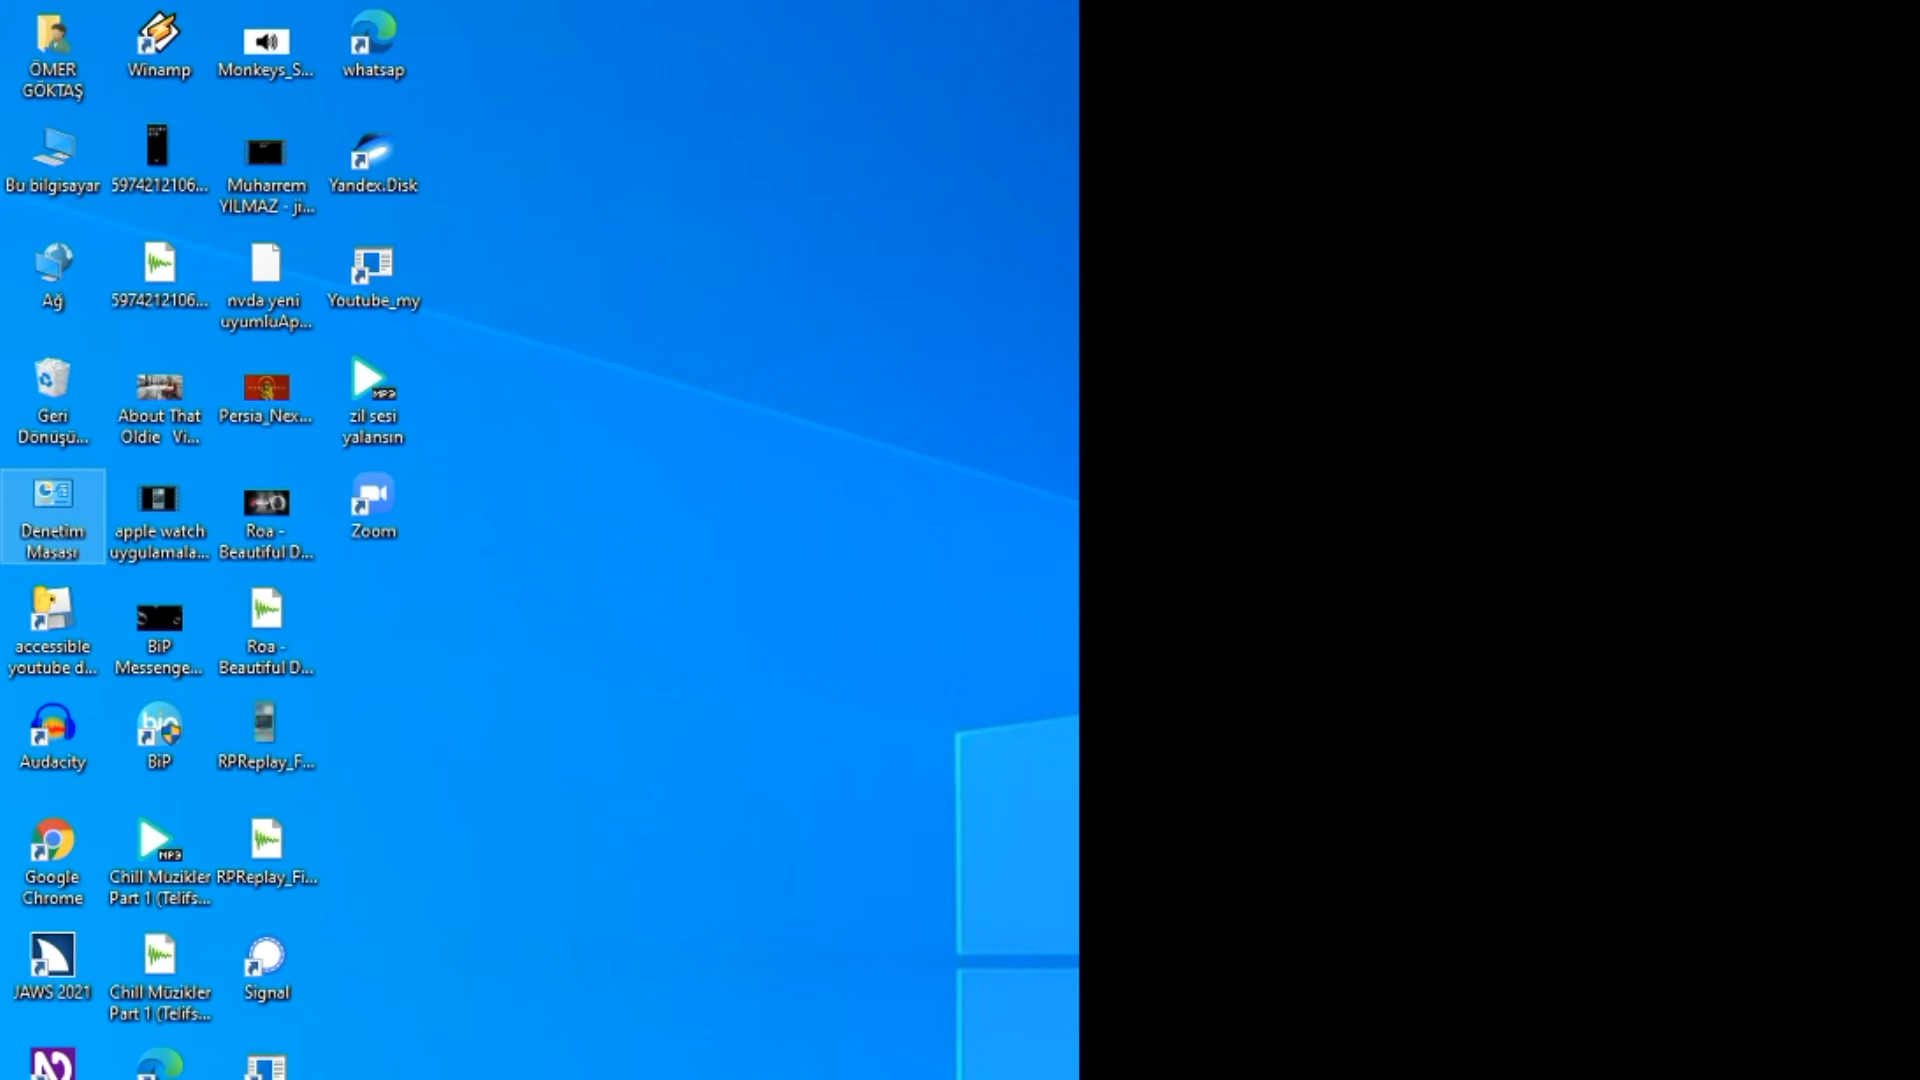 ÖMER
GÖKTAŞ
Bu bilgisayar
Ağ
Geri
Dönüşü...
Denetim
Masası
accessible
youtube d...
Audacity
Google
Chrome
JAWS 2021
Winamp
5974212106...
5974212106...
About That
Oldie Vi...
apple watch
uygulamala...
BiP
Messenge...
bip
BiP
MP3
Chill Müzikler
Part 1 (Telifs...
Chill Müzikler
Part 1 (Telifs...
Monkeys_S...
Muharrem
YILMAZ - ji...
nvda yeni
uyumluAp...
Persia_Nex...
Roa -
Beautiful D...
Roa -
Beautiful D...
RPReplay_F...
RPReplay_Fi...
Signal
whatsap
Yandex.Disk
Youtube_my
MP3
zil sesi
yalansın
Zoom